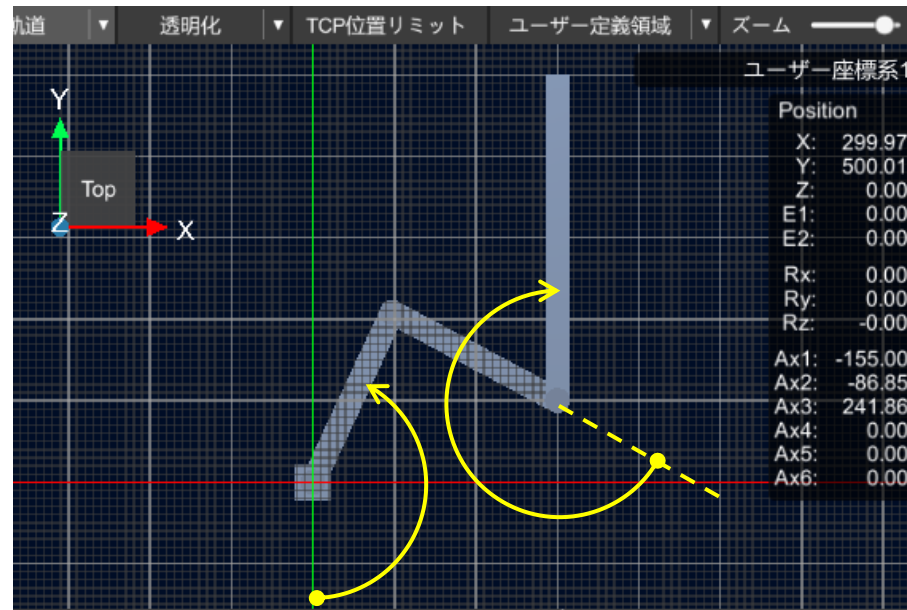 軌道 ▼ 透明化 ▼ TCP位置リミット ユーザー定義領域 ▼ ズーム
ユーザー座標系1
Position
X: 299.97
Y: 500.01
Z: 0.00
E1: 0.00
E2: 0.00
Rx: 0.00
Ry: 0.00
Rz: -0.00
Ax1: -155.00
Ax2: -86.85
Ax3: 241.86
Ax4: 0.00
Ax5: 0.00
Ax6: 0.00
Y
Top
Z
X